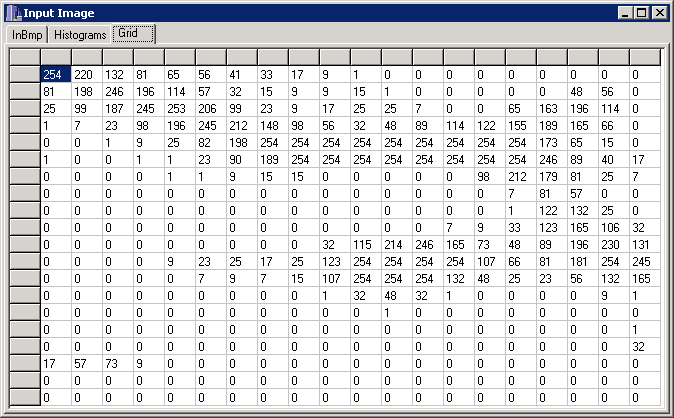 Input Image
InBmp Histograms Grid
254 220 132 81 65 56 41 33 17 9 1 0 0 0 0 0 0 0 0 0
81 198 246 196 114 57 32 15 9 9 15 1 0 0 0 0 0 48 56 0
25 99 187 245 253 206 99 23 9 17 25 25 7 0 0 65 163 196 114 0
1 7 23 98 196 245 212 148 98 56 32 48 89 114 122 155 189 165 66 0
0 0 1 9 25 82 198 254 254 254 254 254 254 254 254 254 173 65 15 0
1 0 0 1 1 23 90 189 254 254 254 254 254 254 254 254 246 89 40 17
0 0 0 0 1 1 9 15 15 0 0 0 0 0 98 212 179 81 25 7
0 0 0 0 0 0 0 0 0 0 0 0 0 0 0 7 81 57 0 0
0 0 0 0 0 0 0 0 0 0 0 0 0 0 0 1 122 132 25 0
0 0 0 0 0 0 0 0 0 0 0 0 0 7 9 33 123 165 106 32
0 0 0 0 0 0 0 0 0 32 115 214 246 165 73 48 89 196 230 131
0 0 0 0 9 23 25 17 25 123 254 254 254 254 107 66 81 181 254 245
0 0 0 0 0 7 9 7 15 107 254 254 254 132 48 25 23 56 132 165
0 0 0 0 0 0 0 0 0 1 32 48 32 1 0 0 0 0 9 1
0 0 0 0 0 0 0 0 0 0 0 1 0 0 0 0 0 0 0 0
0 0 0 0 0 0 0 0 0 0 0 0 0 0 0 0 0 0 0 1
0 0 0 0 0 0 0 0 0 0 0 0 0 0 0 0 0 0 0 32
17 57 73 9 0 0 0 0 0 0 0 0 0 0 0 0 0 0 0 0
0 0 0 0 0 0 0 0 0 0 0 0 0 0 0 0 0 0 0 0
0 0 0 0 0 0 0 0 0 0 0 0 0 0 0 0 0 0 0 0